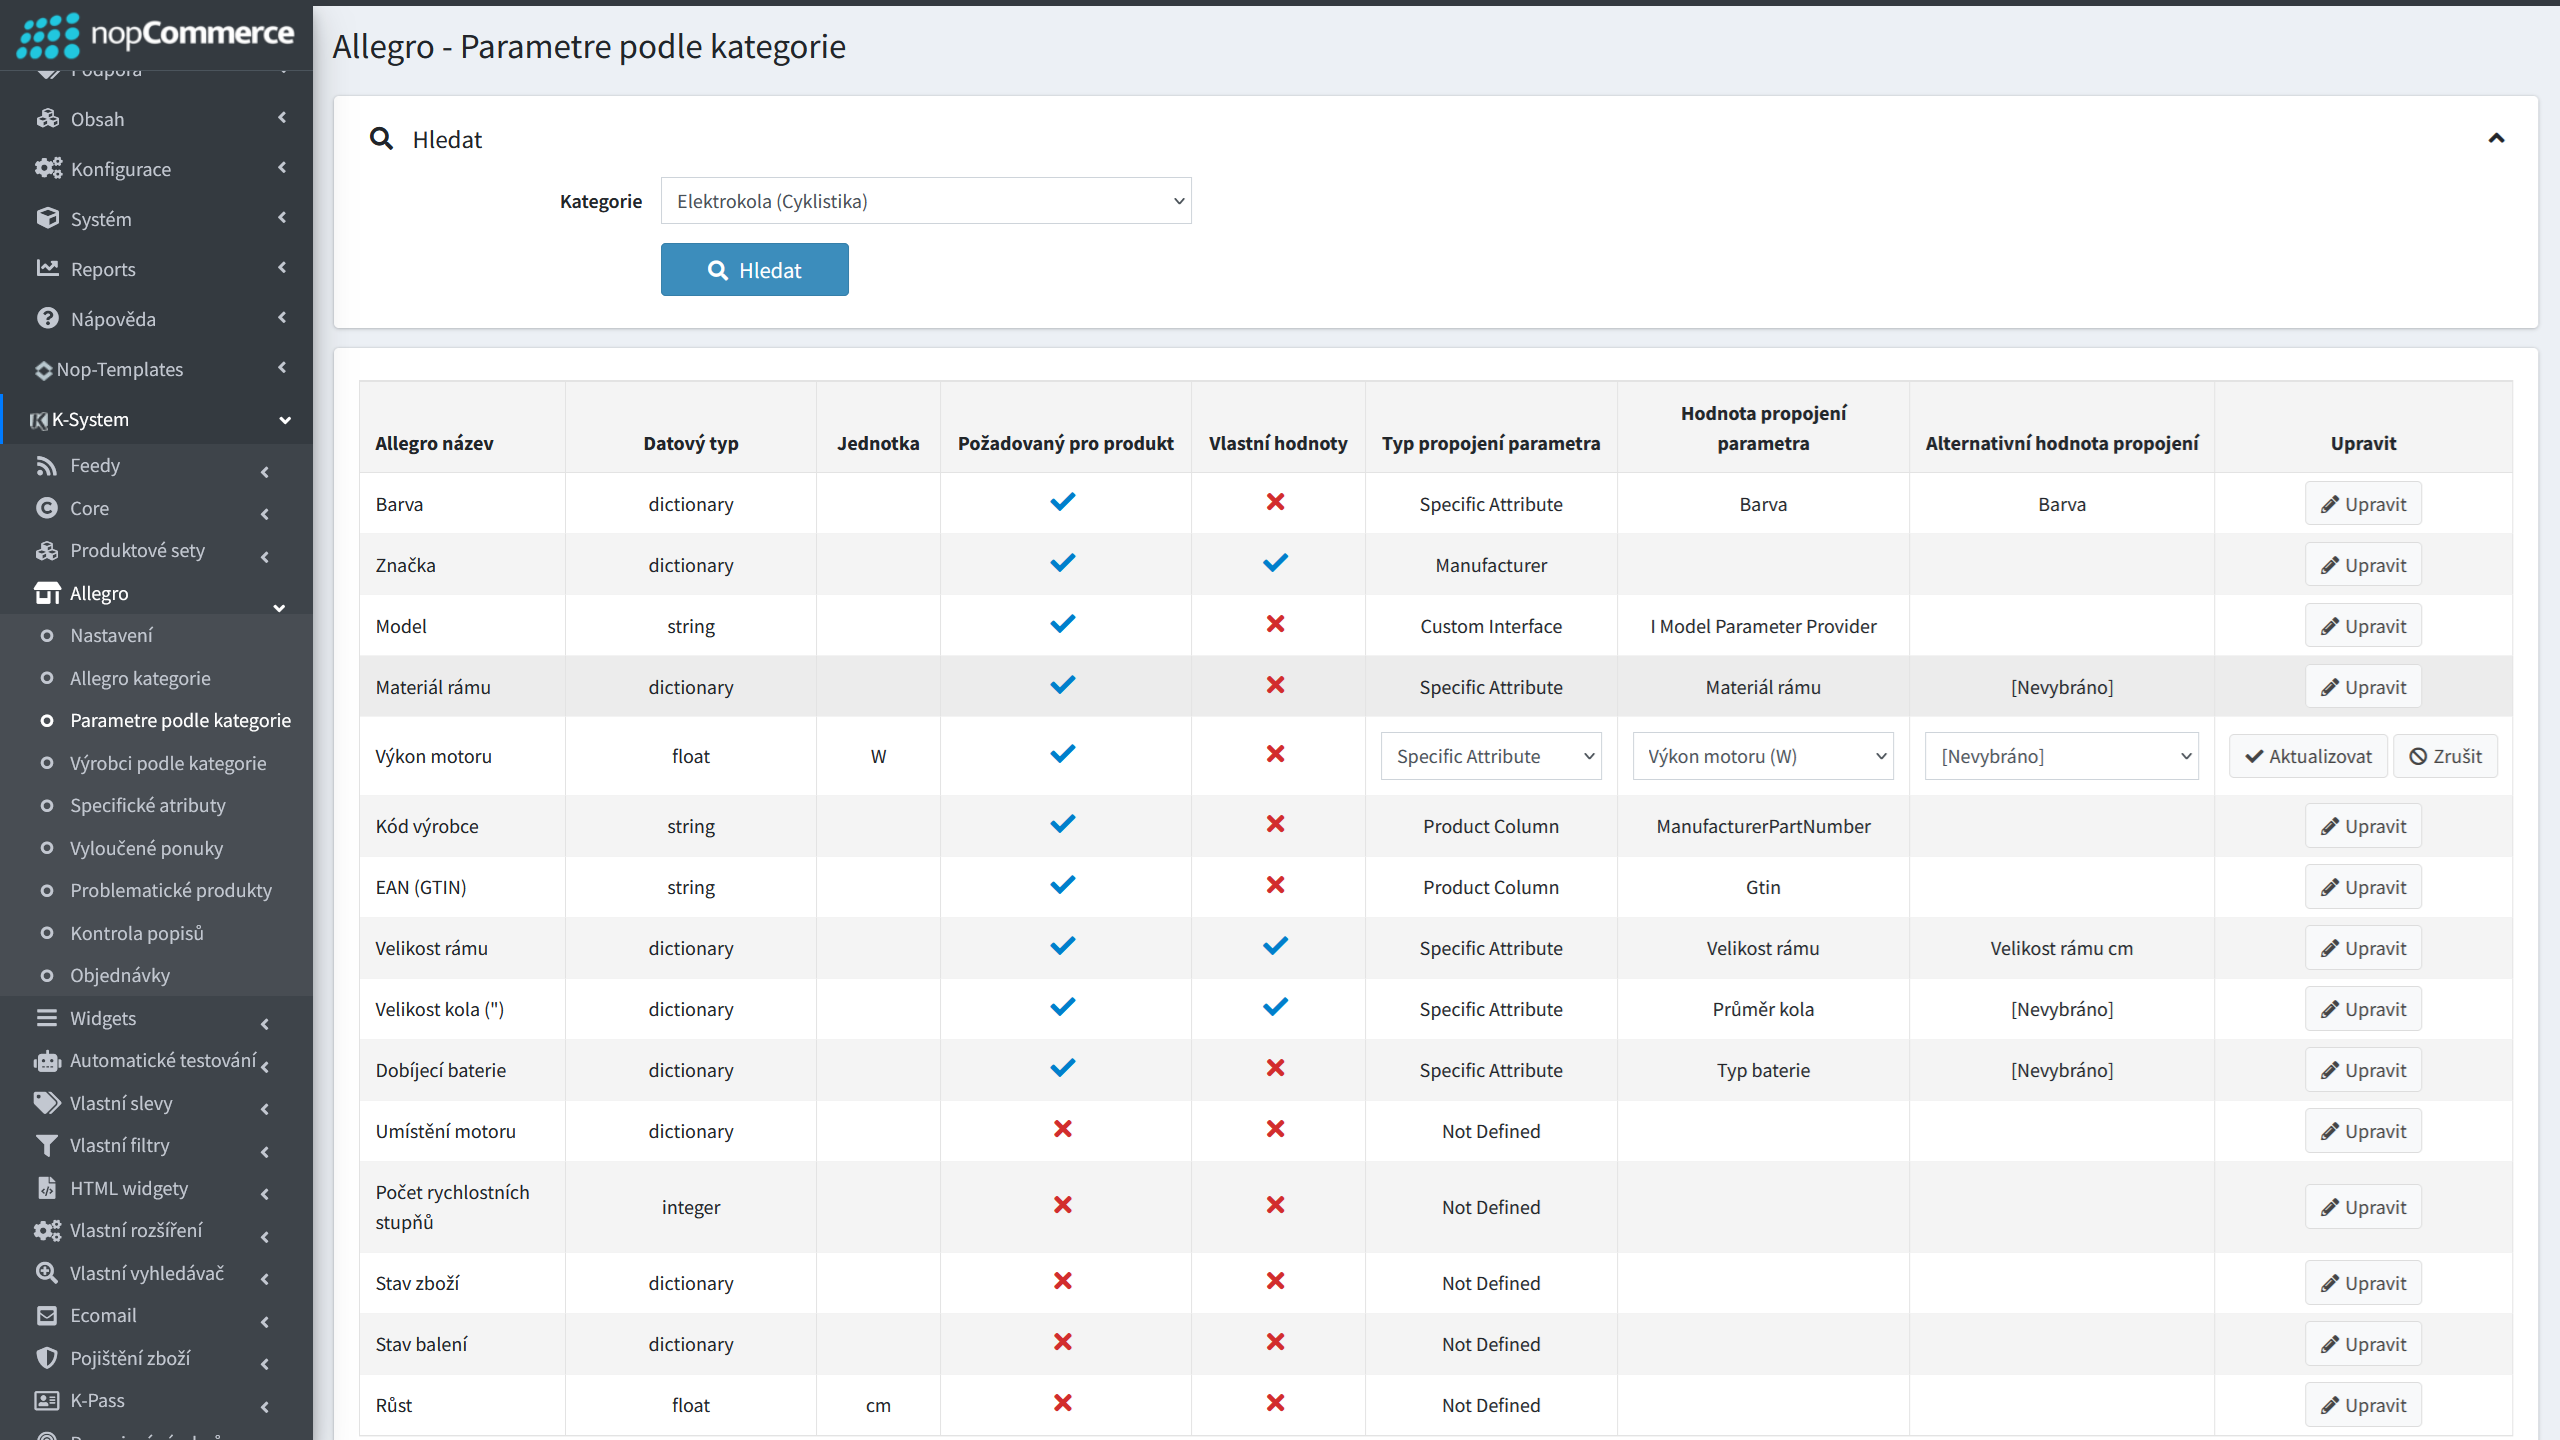 nopCommerce
Podpora
Obsah
Konfigurace
Systém
Reports
Nápověda
Nop-Templates
K-System
Feedy
Core
Produktové sety
Allegro
Nastavení
Allegro kategorie
Parametre podle kategorie
Výrobci podle kategorie
Specifické atributy
Vyloučené ponuky
Problematické produkty
Kontrola popisů
Objednávky
Widgets
Automatické testování
Vlastní slevy
Vlastní filtry
HTML widgety
Vlastní rozšíření
Vlastní vyhledávač
Ecomail
Pojištění zboží
K-Pass
Allegro - Parametre podle kategorie
Hledat
Kategorie Elektrokola (Cyklistika)
Hledat
Allegro název Datový typ Jednotka Požadovaný pro produkt Vlastní hodnoty Typ propojení parametra Hodnota propojení parametra Alternativní hodnota propojení Upravit
Barva dictionary Specific Attribute Barva Barva Upravit
Značka dictionary Manufacturer Upravit
Model string Custom Interface I Model Parameter Provider Upravit
Materiál rámu dictionary Specific Attribute Materiál rámu [Nevybráno] Upravit
Výkon motoru float W Specific Attribute Výkon motoru (W) [Nevybráno] Aktualizovat Zrušit
Kód výrobce string Product Column ManufacturerPartNumber Upravit
EAN (GTIN) string Product Column Gtin Upravit
Velikost rámu dictionary Specific Attribute Velikost rámu Velikost rámu cm Upravit
Velikost kola (") dictionary Specific Attribute Průměr kola [Nevybráno] Upravit
Dobíjecí baterie dictionary Specific Attribute Typ baterie [Nevybráno] Upravit
Umístění motoru dictionary Not Defined Upravit
Počet rychlostních stupňů integer Not Defined Upravit
Stav zboží dictionary Not Defined Upravit
Stav balení dictionary Not Defined Upravit
Růst float cm Not Defined Upravit